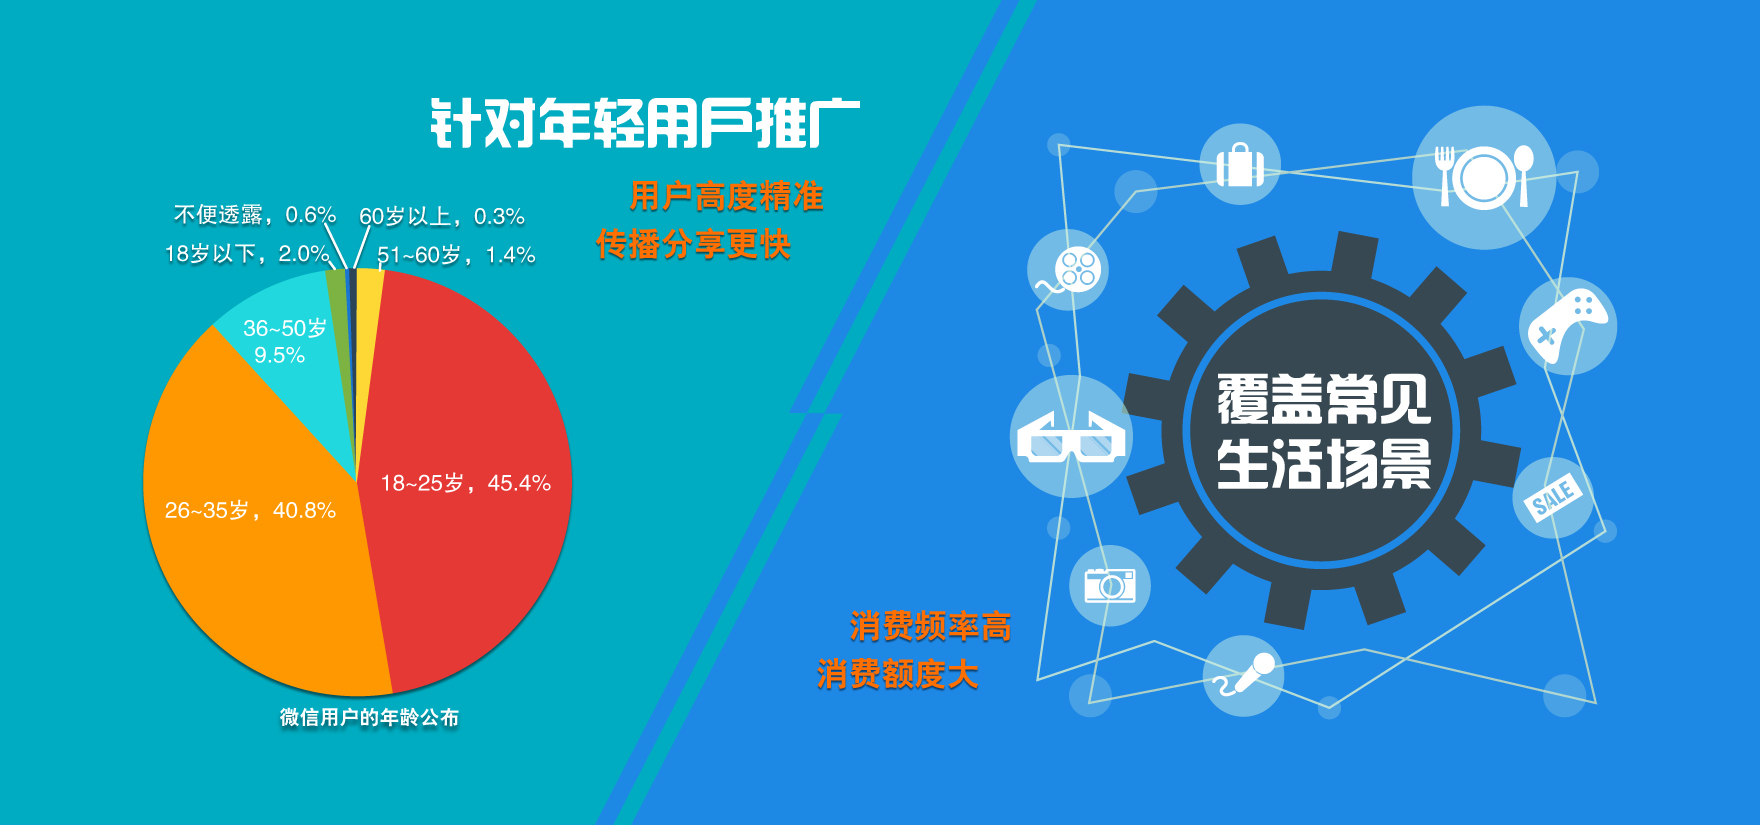 针对年轻用戶推广
用户高度精准
传播分享更快
不便透露，0.6%
60岁以上，0.3%
18岁以下，2.0%
51~60岁，1.4%
36~50岁
9.5%
18~25岁，45.4%
26~35岁，40.8%
微信用户的年龄公布
覆盖常见
生活场景
SALE
消费频率高
消费额度大